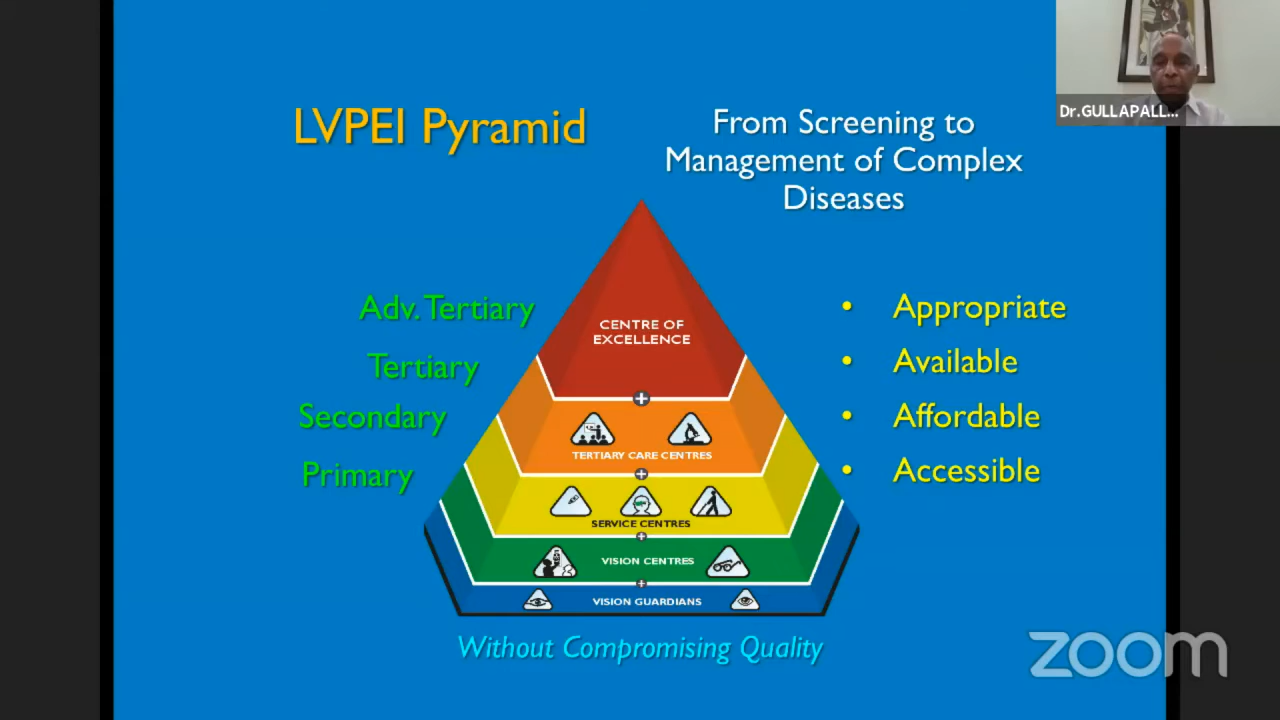 Dr.GULLAPALL...
LVPEI Pyramid
From Screening to
Management of Complex
Diseases
Adv. Tertiary
Tertiary
Secondary
Primary
CENTRE OF
EXCELLENCE
TERTIARY CARE CENTRES
SERVICE CENTRES
VISION CENTRES
VISION GUARDIANS
• Appropriate
• Available
• Affordable
• Accessible
Without Compromising Quality
zoom